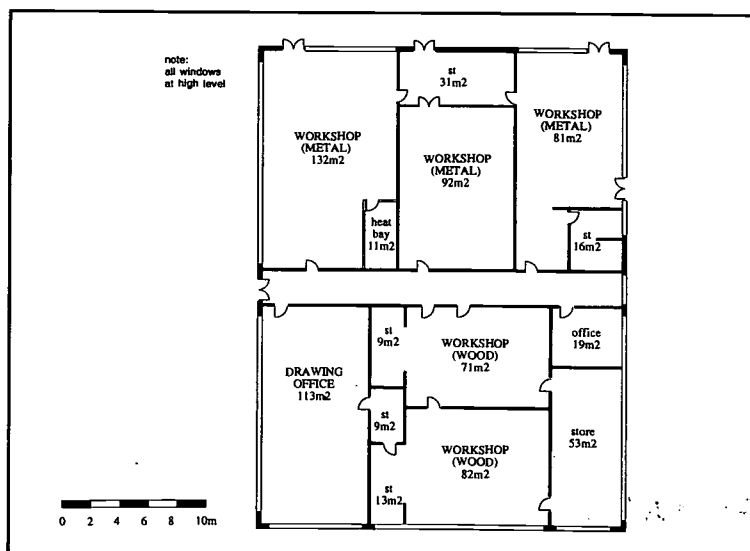 note:
all windows
at high level
st
31m2
WORKSHOP
(METAL)
132m2
WORKSHOP
(METAL)
92m2
WORKSHOP
(METAL)
81m2
heat
bay
11m2
st
16m2
DRAWING
OFFICE
113m2
st
9m2
WORKSHOP
(WOOD)
71m2
office
19m2
st
9m2
WORKSHOP
(WOOD)
82m2
store
53m2
st
13m2
0 2 4 6 8 10m